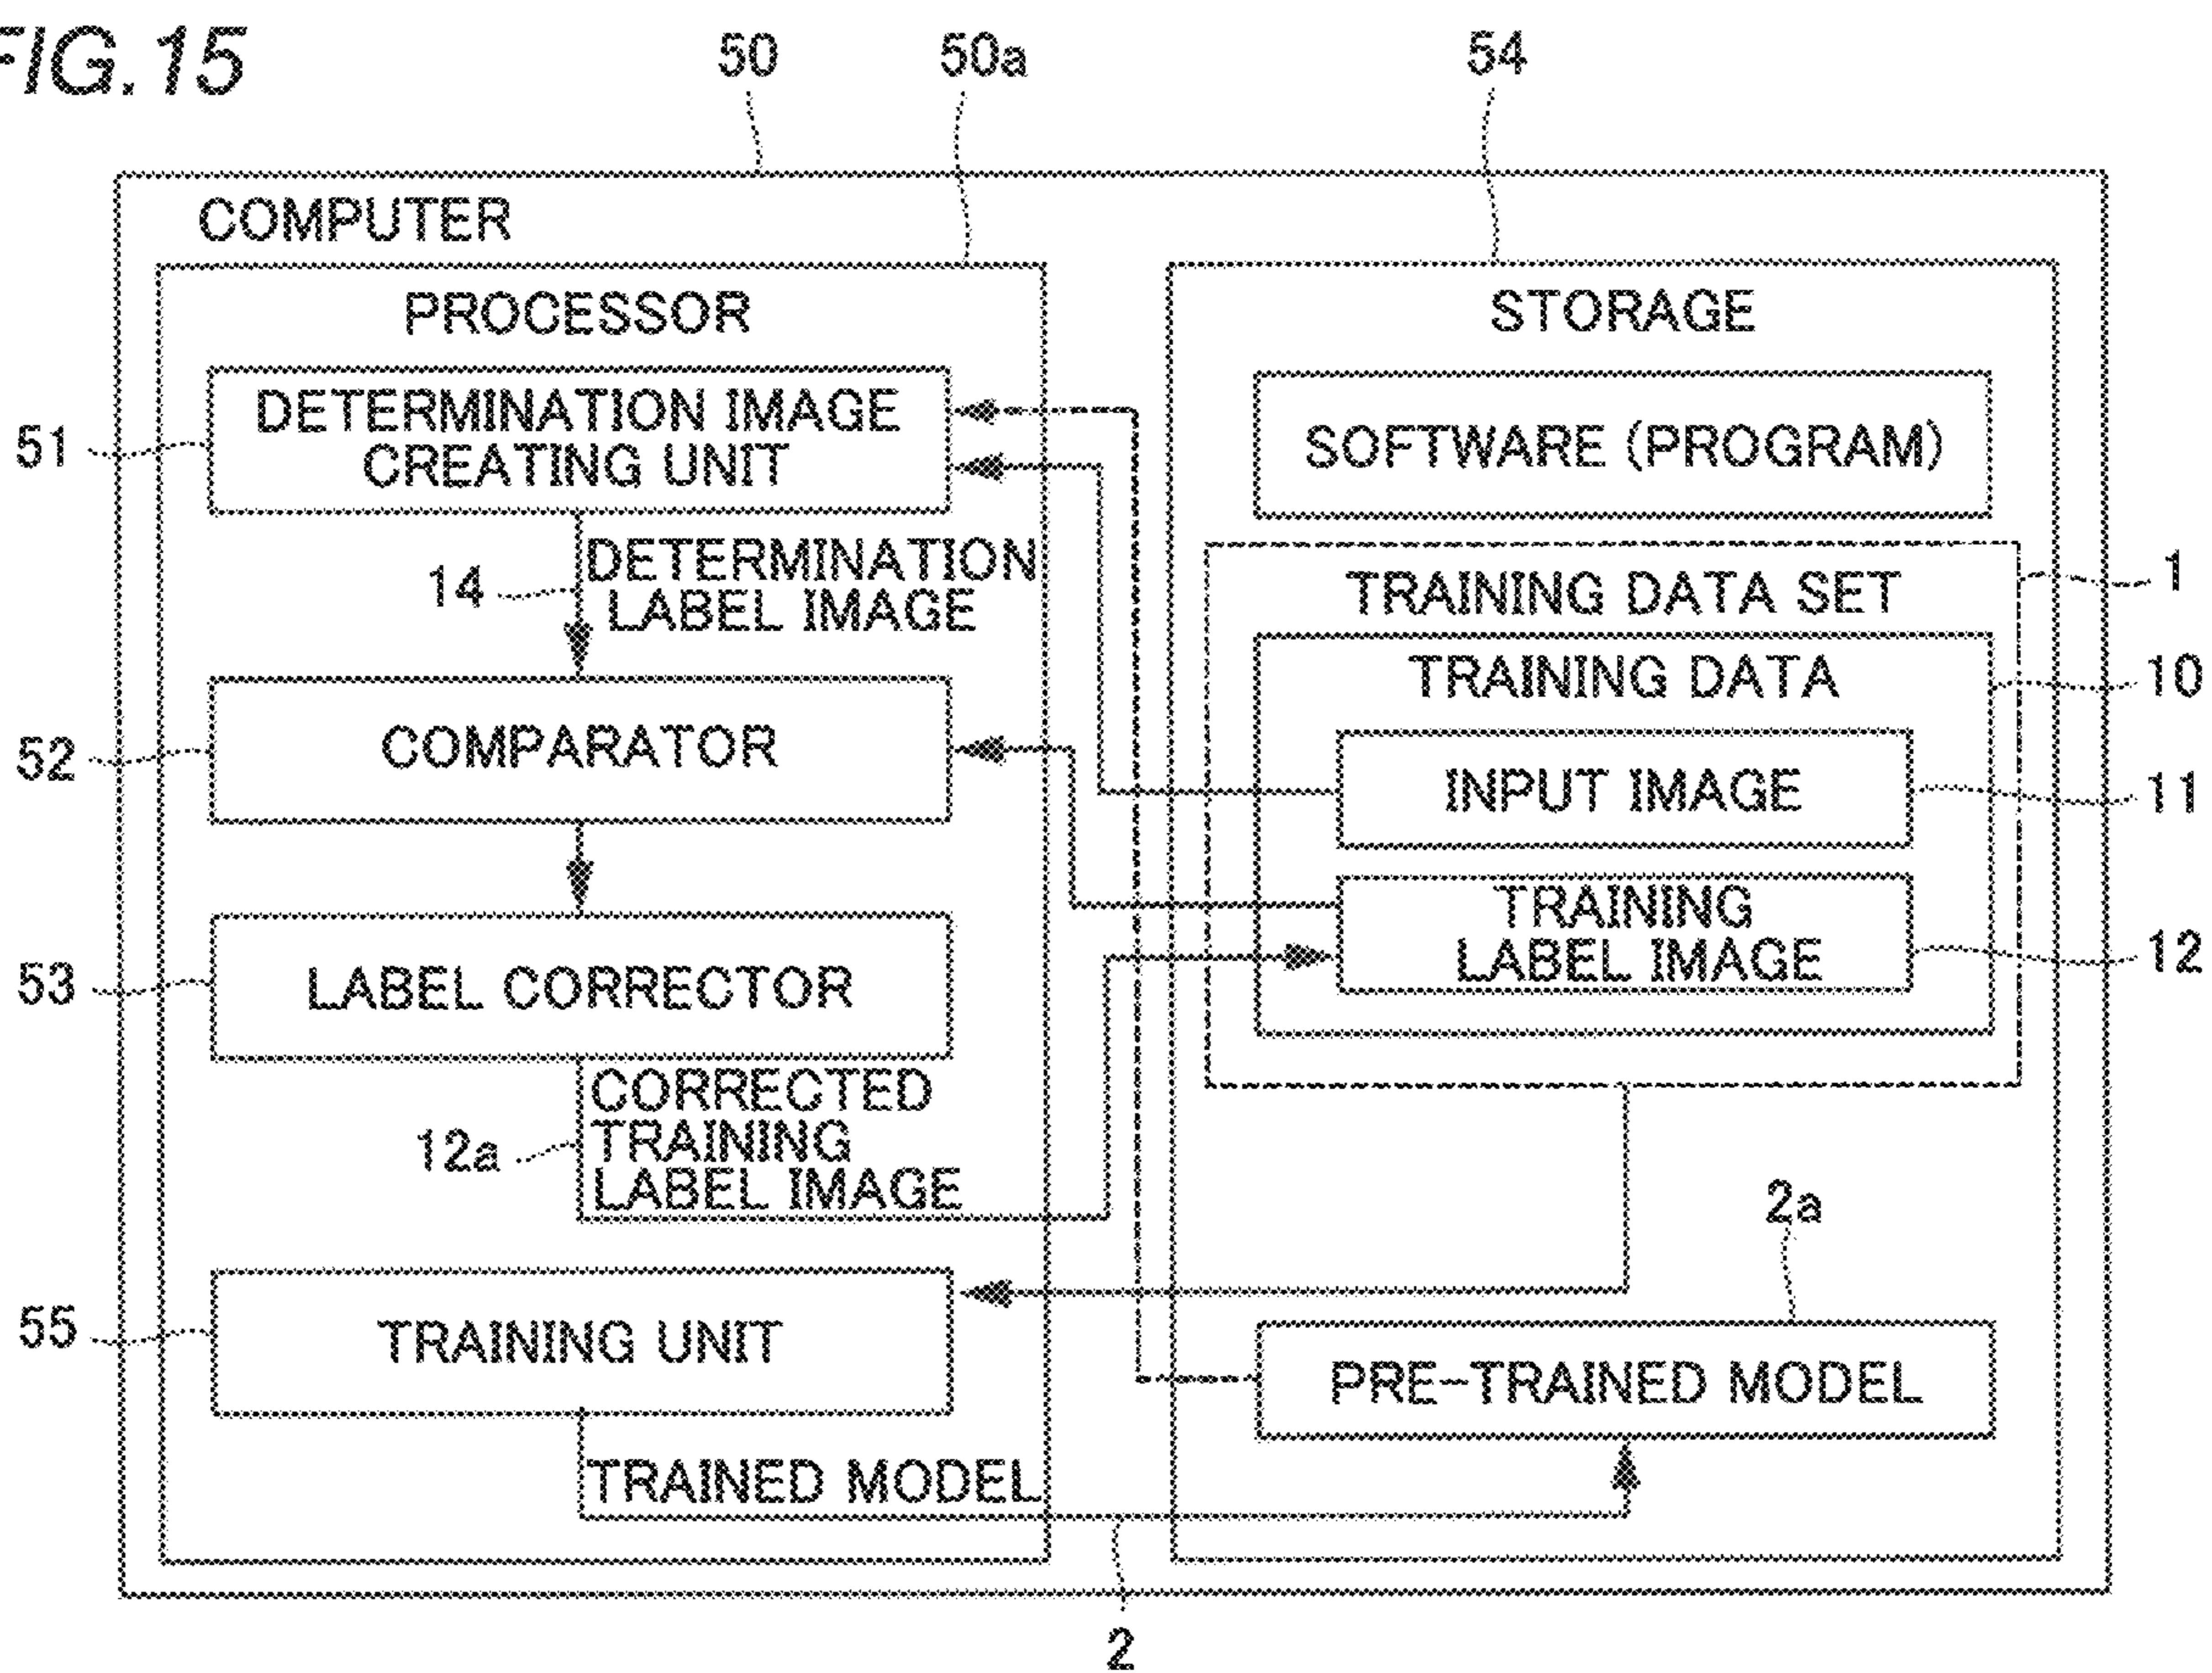 FIG. 15
50
50a
54
COMPUTER
PROCESSOR
51
DETERMINATION IMAGE
CREATING UNIT
14
DETERMINATION
LABEL IMAGE
52
COMPARATOR
53
LABEL CORRECTOR
12a
CORRECTED
TRAINING
LABEL IMAGE
55
TRAINING UNIT
TRAINED MODEL
2
STORAGE
SOFTWARE (PROGRAM)
1
TRAINING DATA SET
10
TRAINING DATA
11
INPUT IMAGE
12
TRAINING
LABEL IMAGE
2a
PRE-TRAINED MODEL